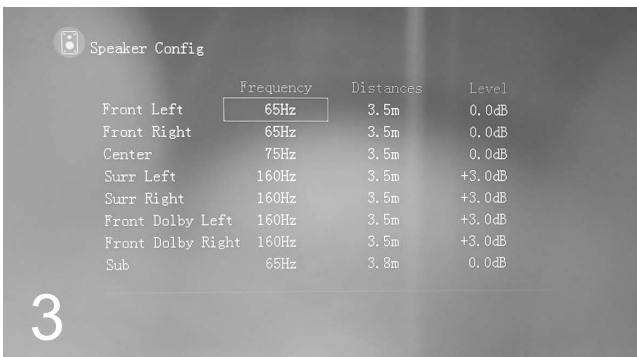 Speaker Config
Frequency Distances Level
Front Left 65Hz 3.5m 0.0dB
Front Right 65Hz 3.5m 0.0dB
Center 75Hz 3.5m 0.0dB
Surr Left 160Hz 3.5m +3.0dB
Surr Right 160Hz 3.5m +3.0dB
Front Dolby Left 160Hz 3.5m +3.0dB
Front Dolby Right 160Hz 3.5m +3.0dB
Sub 65Hz 3.8m 0.0dB
3